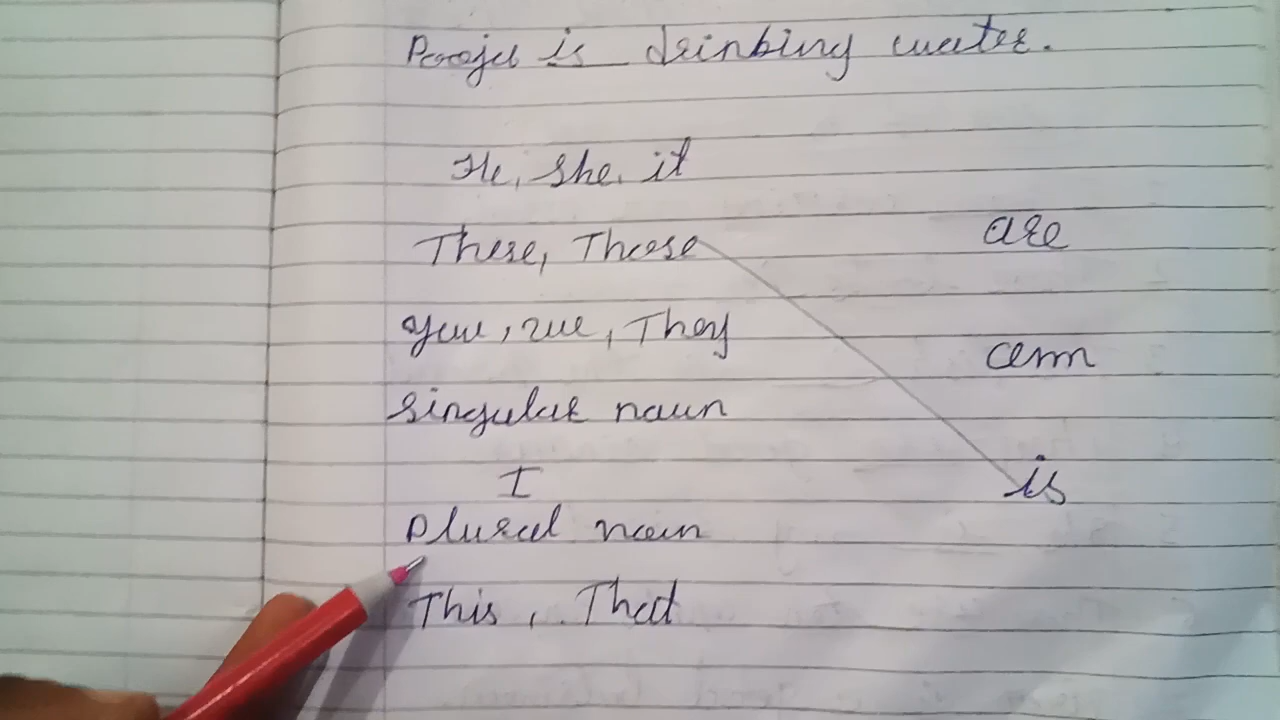 Pooja is drinking water.
He, She, it
These, Those
are
you, we, They
am
singular noun
I
is
Plural noun
This, That